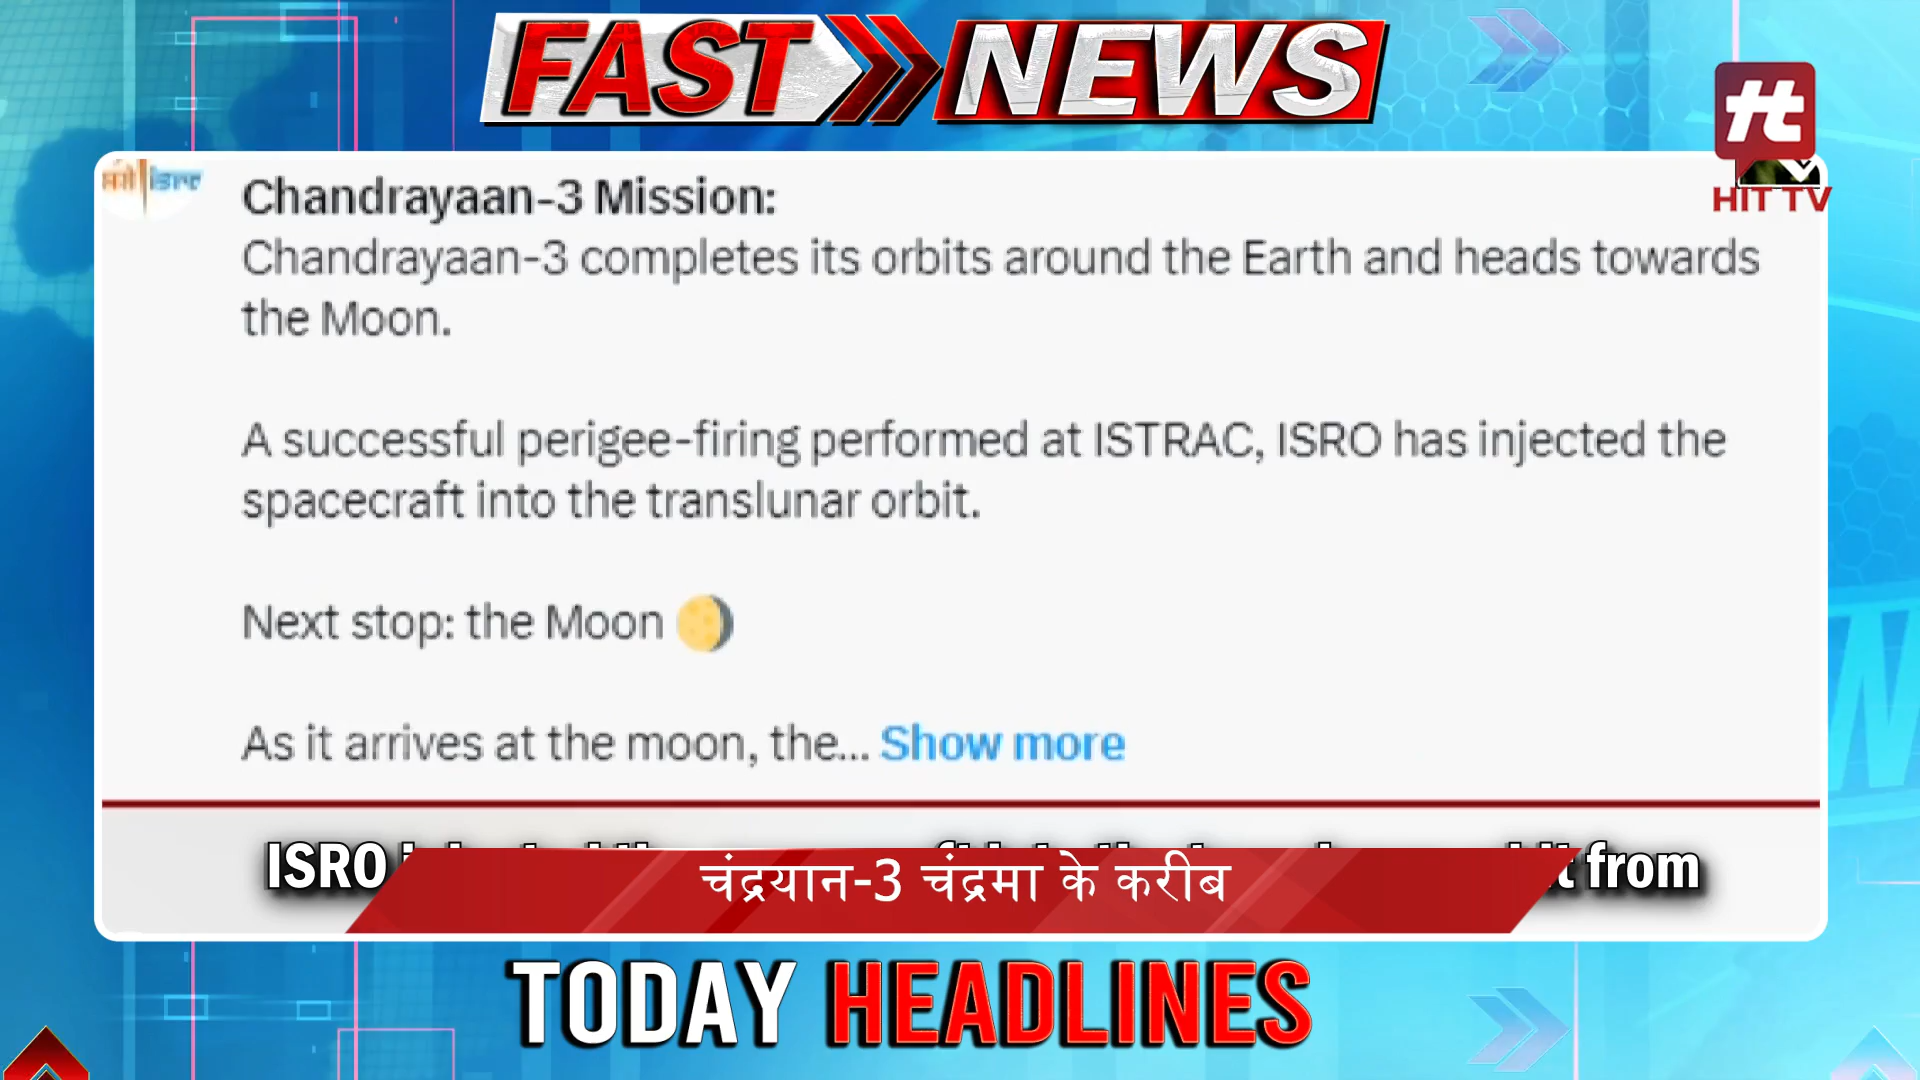 FAST NEWS
HIT TV
isro
Chandrayaan-3 Mission:
Chandrayaan-3 completes its orbits around the Earth and heads towards
the Moon.
A successful perigee-firing performed at ISTRAC, ISRO has injected the
spacecraft into the translunar orbit.
Next stop: the Moon
As it arrives at the moon, the... Show more
ISRO from
चंद्रयान-3 चंद्रमा के करीब
TODAY HEADLINES